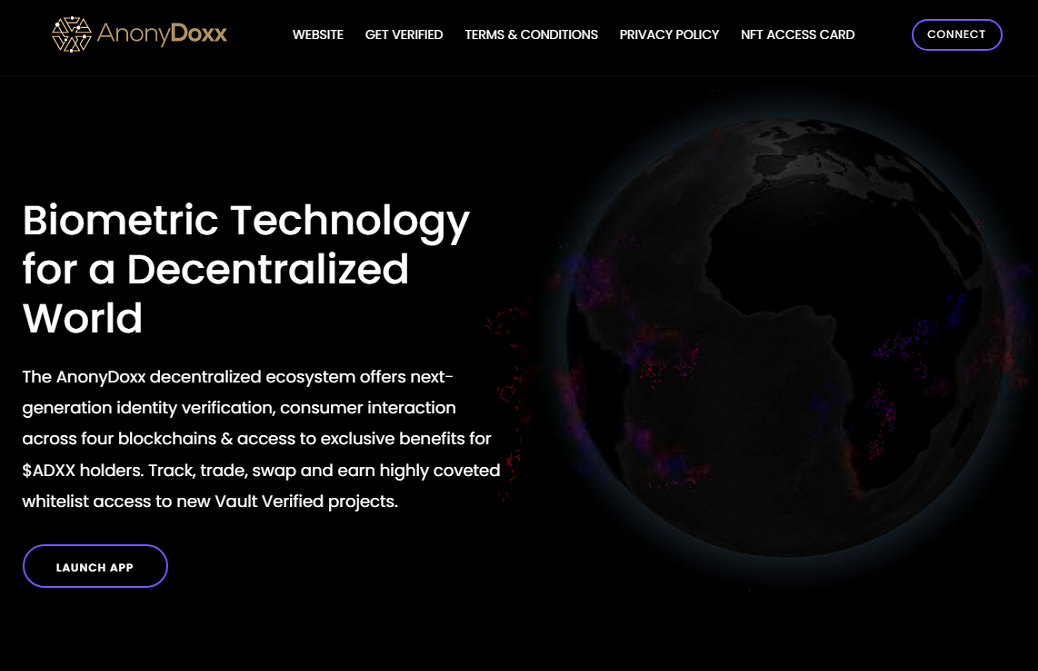 AnonyDoxx
WEBSITE
GET VERIFIED
TERMS & CONDITIONS
PRIVACY POLICY
NFT ACCESS CARD
CONNECT
Biometric Technology
for a Decentralized
World
The AnonyDoxx decentralized ecosystem offers next-
generation identity verification, consumer interaction
across four blockchains & access to exclusive benefits for
$ADXX holders. Track, trade, swap and earn highly coveted
whitelist access to new Vault Verified projects.
LAUNCH APP